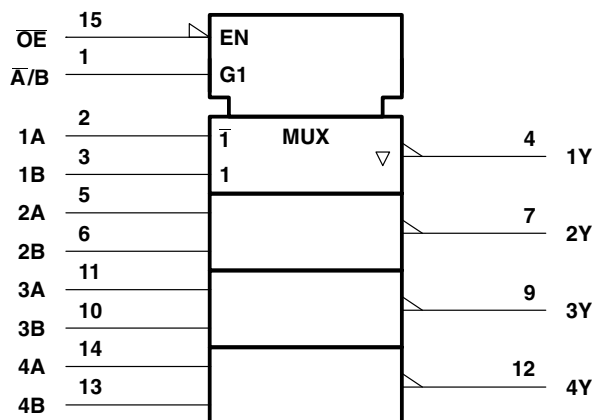 15
O̅E̅ EN
1
A̅/B G1
2
1A 1̅ MUX 4
3 1Y
1B 1
5
2A 7
6 2Y
2B
11
3A 9
10 3Y
3B
14
4A 12
13 4Y
4B